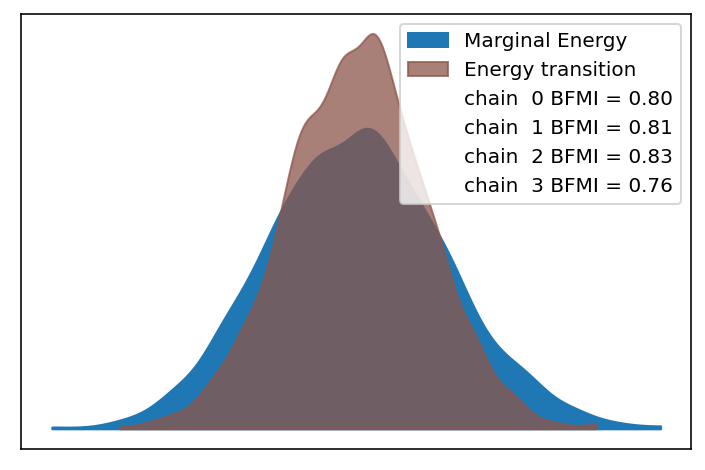 Marginal Energy
Energy transition
chain  0 BFMI = 0.80
chain  1 BFMI = 0.81
chain  2 BFMI = 0.83
chain  3 BFMI = 0.76